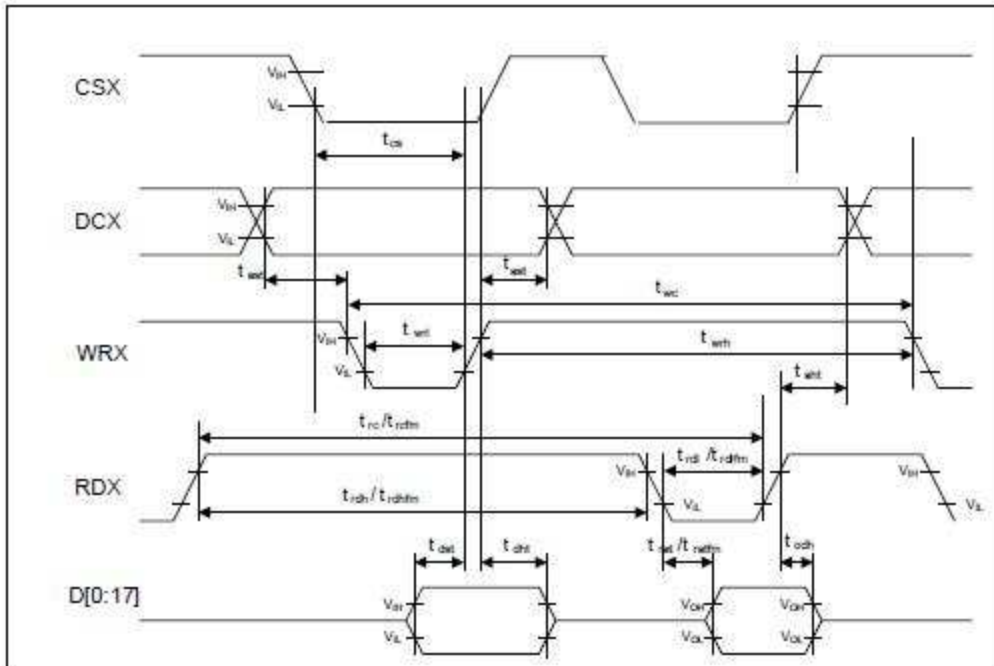 CSX
VIH
VIL
tcs
DCX
VIH
VIL
tast
tast
twc
WRX
VIH
VIL
twrl
twrh
taht
trc/trcfm
RDX
trdl/trdlfm
VIH
VIL
VIH
VIL
trdh/trdhfm
tdst
tdht
trat/tratfm
todh
D[0:17]
VIH
VIL
VOH
VOL
VOH
VOL